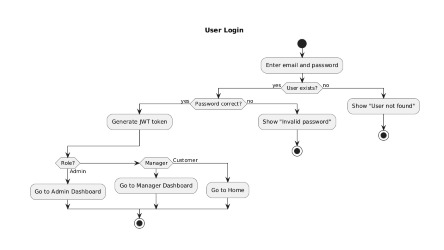 User Login
Enter email and password
User exists?
yes
no
Password correct?
yes
no
Show "User not found"
Generate JWT token
Show "Invalid password"
Role?
Admin
Manager
Customer
Go to Admin Dashboard
Go to Manager Dashboard
Go to Home